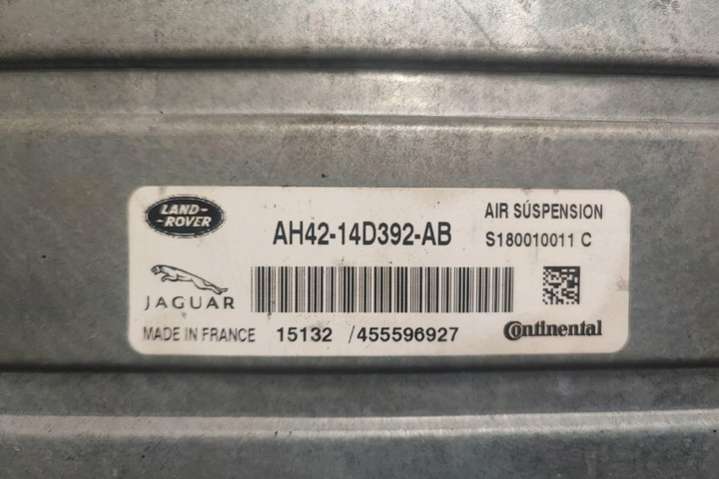 LAND-
-ROVER
AH42-14D392-AB
AIR SUSPENSION
S180010011 C
JAGUAR
MADE IN FRANCE
15132 /455596927
Continental